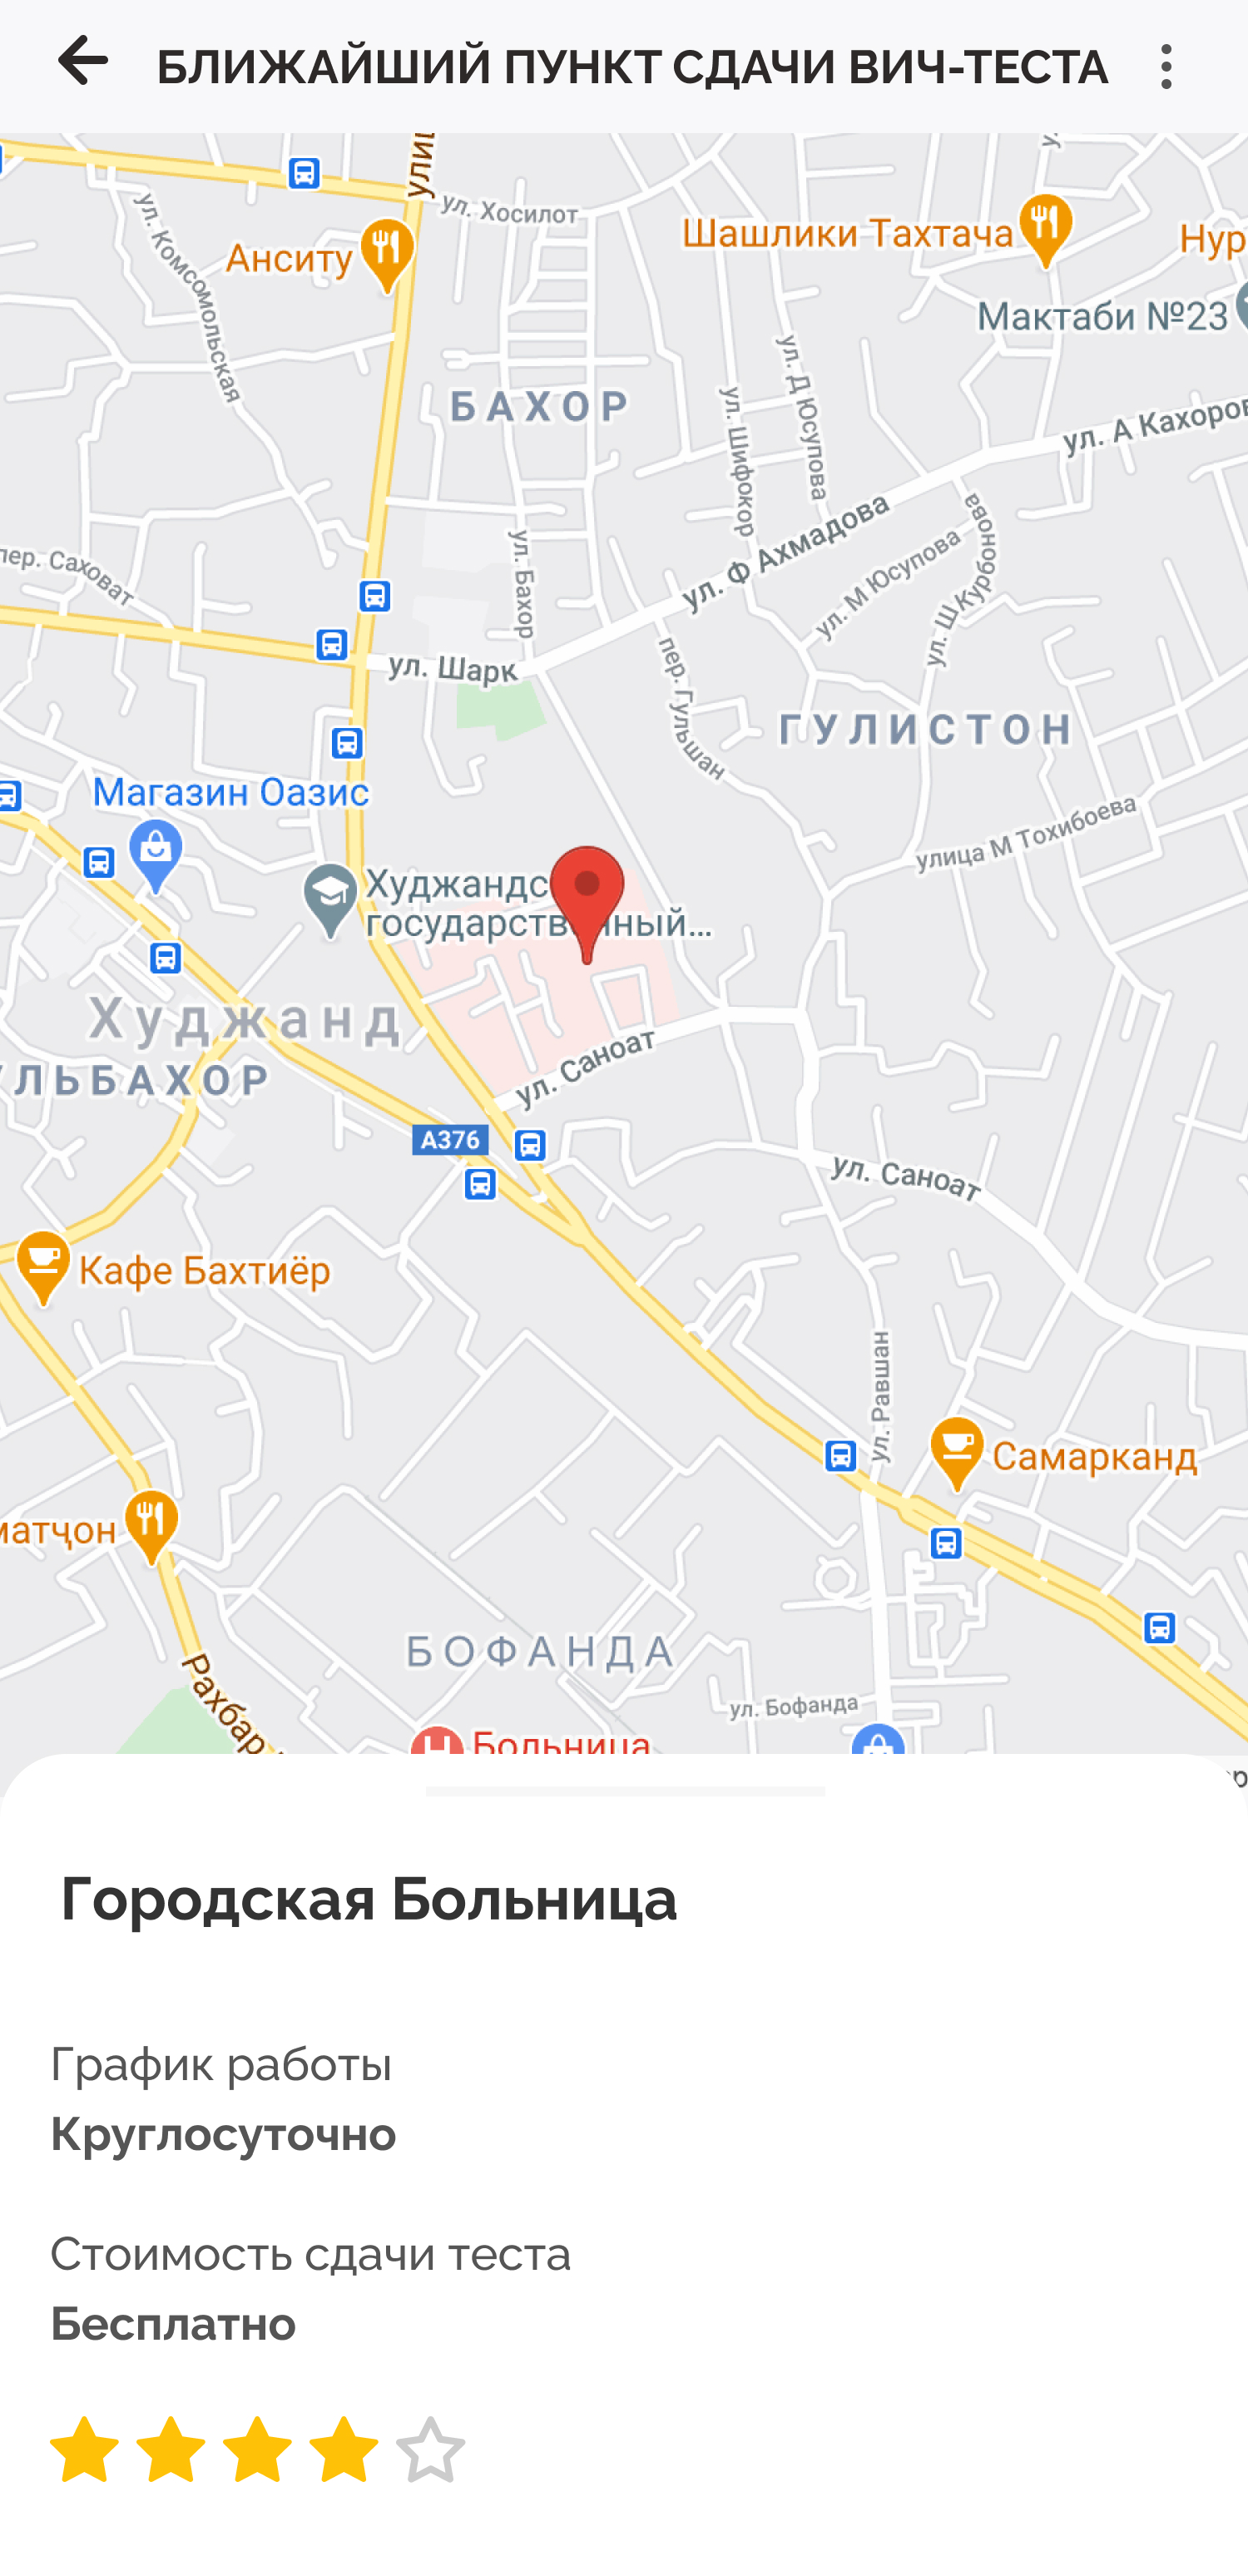 БЛИЖАЙШИЙ ПУНКТ СДАЧИ ВИЧ-ТЕСТА
ул. Хосилот
ул. Комсомольская
Анситу
Шашлики Тахтача
Нур
Мактаби №23
БАХОР
ул. Д Юсупова
ул. Шифокор
ул. А Кахоров
ул. Ф Ахмадова
ул. М Юсупова
ул. Ш Курбонова
пер. Саховат
ул. Бахор
ул. Шарк
пер. Гульшан
ГУЛИСТОН
Магазин Оазис
улица М Тохибоева
Худжандс
государственный...
Худжанд
УЛЬБАХОР
ул. Саноат
A376
ул. Саноат
Кафе Бахтиёр
ул. Равшан
Самарканд
матҷон
БОФАНДА
Рахбар
ул. Бофанда
Больница
Городская Больница
График работы
Круглосуточно
Стоимость сдачи теста
Бесплатно